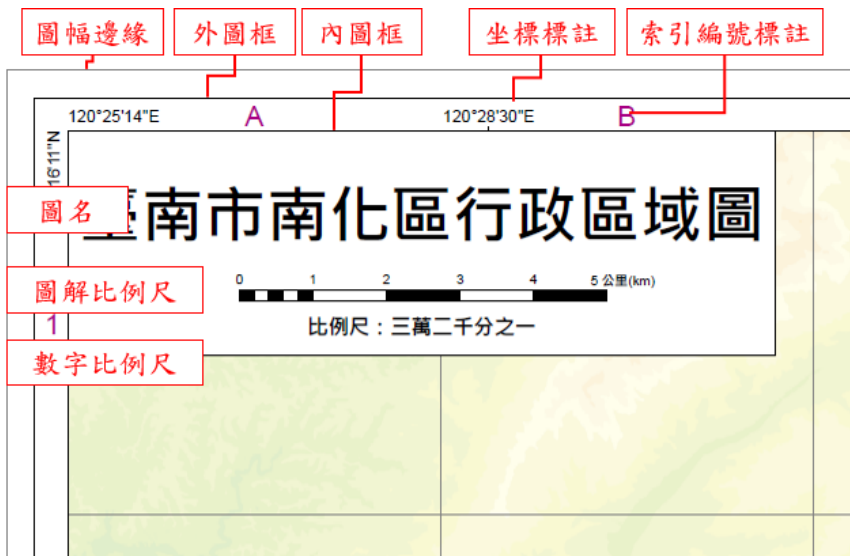 圖幅邊緣 外圖框 內圖框 坐標標註 索引編號標註
120°25'14"E A 120°28'30"E B
16'11"N
圖名 南市南化區行政區域圖
0 1 2 3 4 5 公里(km)
圖解比例尺
1 比例尺：三萬二千分之一
數字比例尺